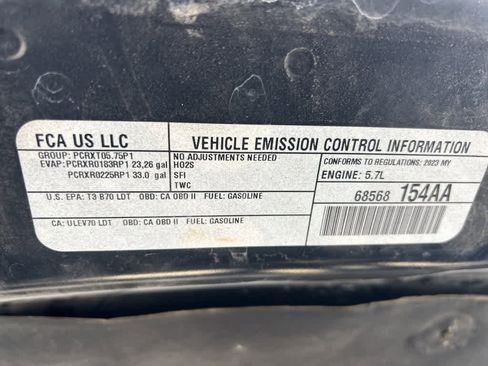 FCA US LLC
VEHICLE EMISSION CONTROL INFORMATION
GROUP: PCRXT05.75P1
EVAP: PCRXR0183RP1 23,26 gal
PCRXR0225RP1 33.0 gal
NO ADJUSTMENTS NEEDED
HO2S
SFI
TWC
CONFORMS TO REGULATIONS: 2023 MY
ENGINE: 5.7L
U.S. EPA: T3 B70 LDT OBD: CA OBD II FUEL: GASOLINE
68568 154AA
CA: ULEV70 LDT OBD: CA OBD II FUEL: GASOLINE